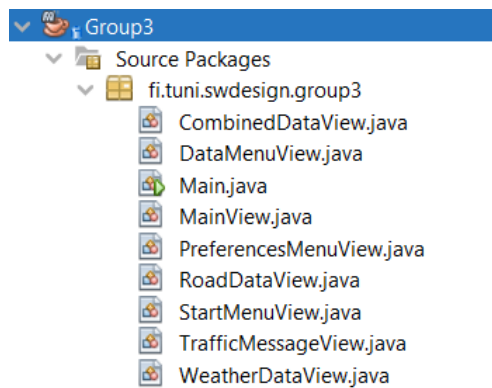 Group3
Source Packages
fi.tuni.swdesign.group3
CombinedDataView.java
DataMenuView.java
Main.java
MainView.java
PreferencesMenuView.java
RoadDataView.java
StartMenuView.java
TrafficMessageView.java
WeatherDataView.java